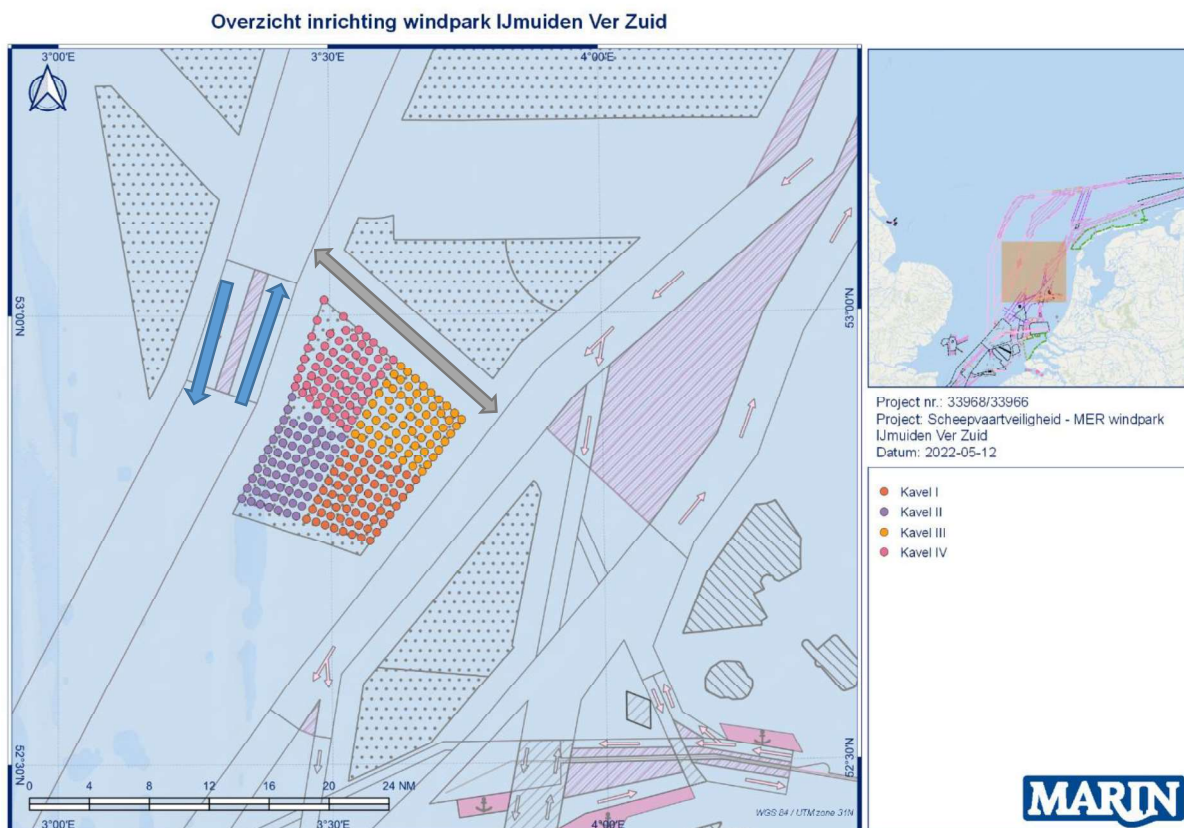 Overzicht inrichting windpark IJmuiden Ver Zuid
3°00'E
3°30'E
4°00'E
53°00'N
53°00'N
52°30'N
52°30'N
0 4 8 12 16 20 24 NM
3°00'E
3°30'E
4°00'E
WGS 84 / UTM zone 31N
Project nr.: 33968/33966
Project: Scheepvaartveiligheid - MER windpark
IJmuiden Ver Zuid
Datum: 2022-05-12
Kavel I
Kavel II
Kavel III
Kavel IV
MARIN